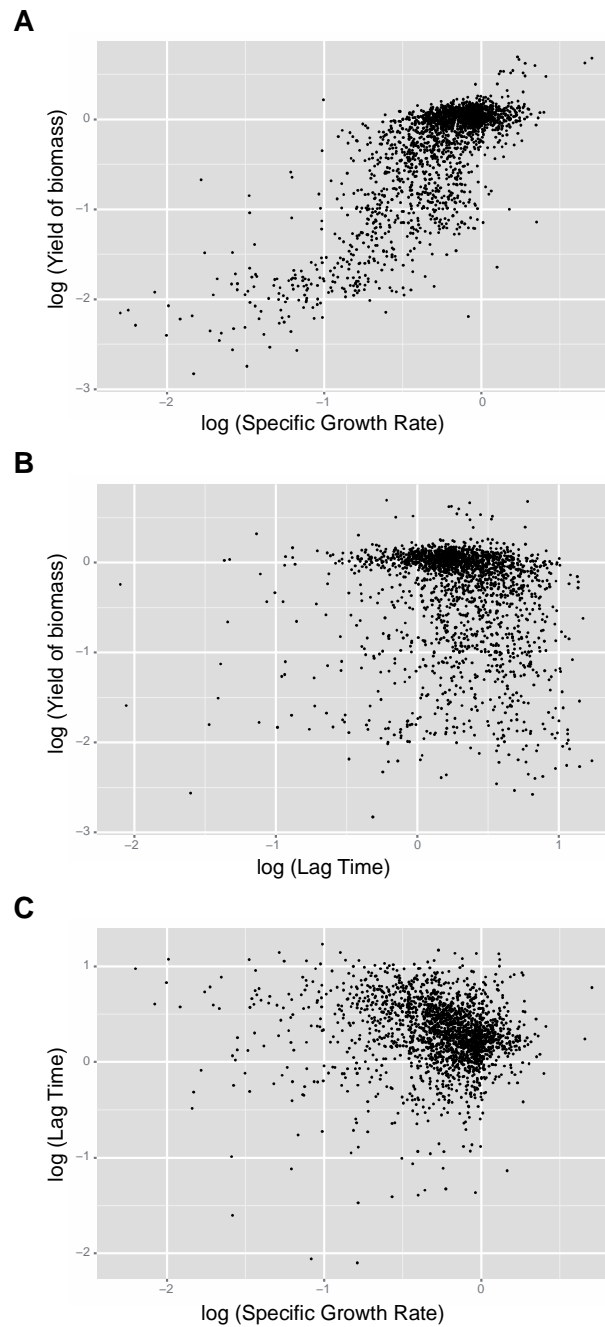 A
0
−1
−2
−3
log (Yield of biomass)
−2 −1 0
log (Specific Growth Rate)
B
0
−1
−2
−3
log (Yield of biomass)
−2 −1 0 1
log (Lag Time)
C
1
0
−1
−2
log (Lag Time)
−2 −1 0
log (Specific Growth Rate)